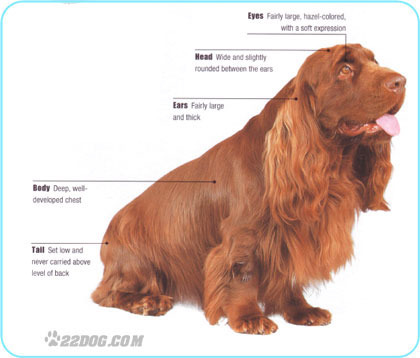 Eyes Fairly large, hazel-colored,
with a soft expression
Head Wide and slightly
rounded between the ears
Ears Fairly large
and thick
Body Deep, well-
developed chest
Tail Set low and
never carried above
level of back
22DOG.COM